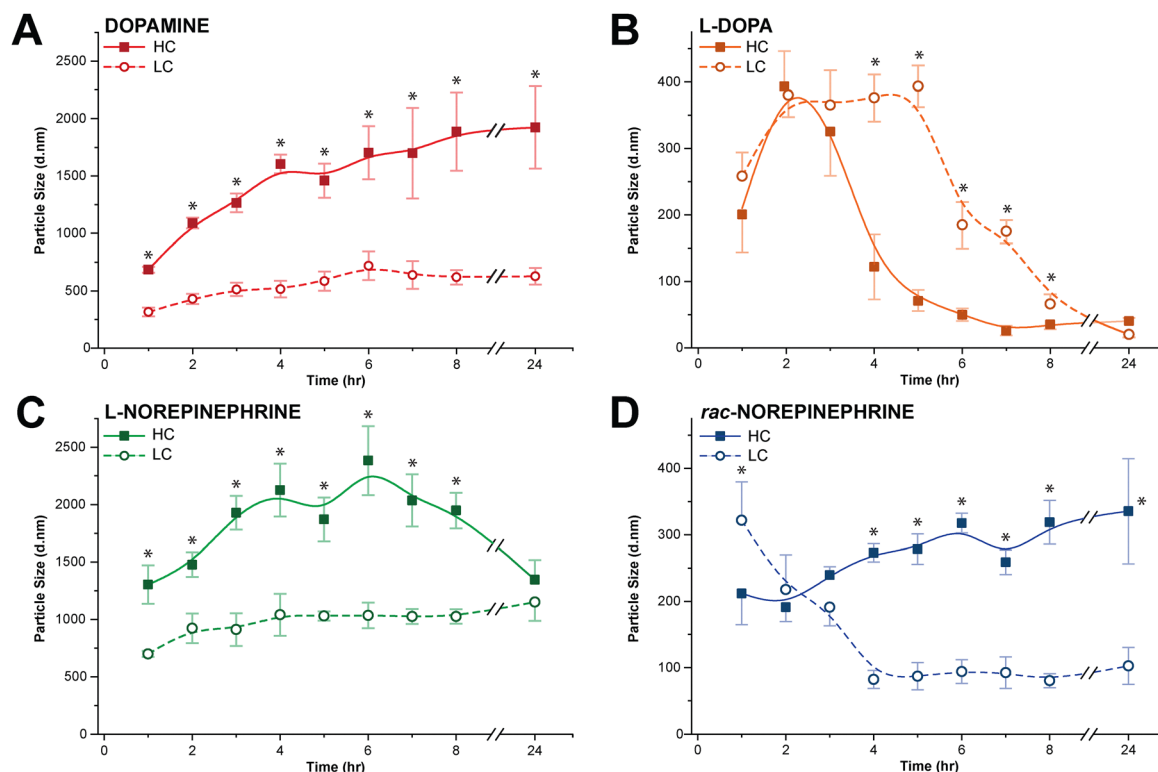 A
DOPAMINE
HC
LC
2500
2000
1500
1000
500
0
Particle Size (d.nm)
* * * * * * * * *
0 2 4 6 8 24
Time (hr)
B
L-DOPA
HC
LC
400
300
200
100
0
Particle Size (d.nm)
* * * * *
0 2 4 6 8 24
Time (hr)
C
L-NOREPINEPHRINE
HC
LC
2500
2000
1500
1000
500
0
Particle Size (d.nm)
* * * * * * * *
0 2 4 6 8 24
Time (hr)
D
rac-NOREPINEPHRINE
HC
LC
400
300
200
100
0
Particle Size (d.nm)
* * * * * * *
0 2 4 6 8 24
Time (hr)